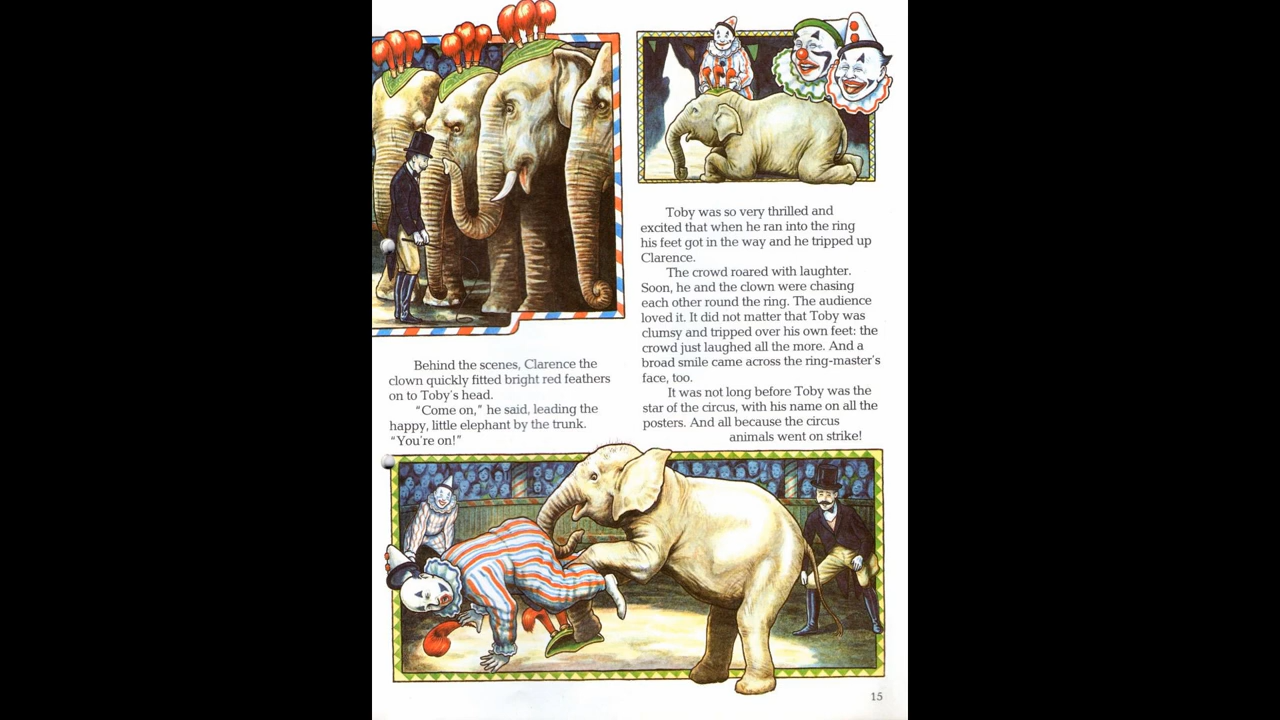 Behind the scenes, Clarence the
clown quickly fitted bright red feathers
on to Toby's head.
"Come on," he said, leading the
happy, little elephant by the trunk.
"You're on!"
Toby was so very thrilled and
excited that when he ran into the ring
his feet got in the way and he tripped up
Clarence.
The crowd roared with laughter.
Soon, he and the clown were chasing
each other round the ring. The audience
loved it. It did not matter that Toby was
clumsy and tripped over his own feet: the
crowd just laughed all the more. And a
broad smile came across the ring-master's
face, too.
It was not long before Toby was the
star of the circus, with his name on all the
posters. And all because the circus
animals went on strike!
15